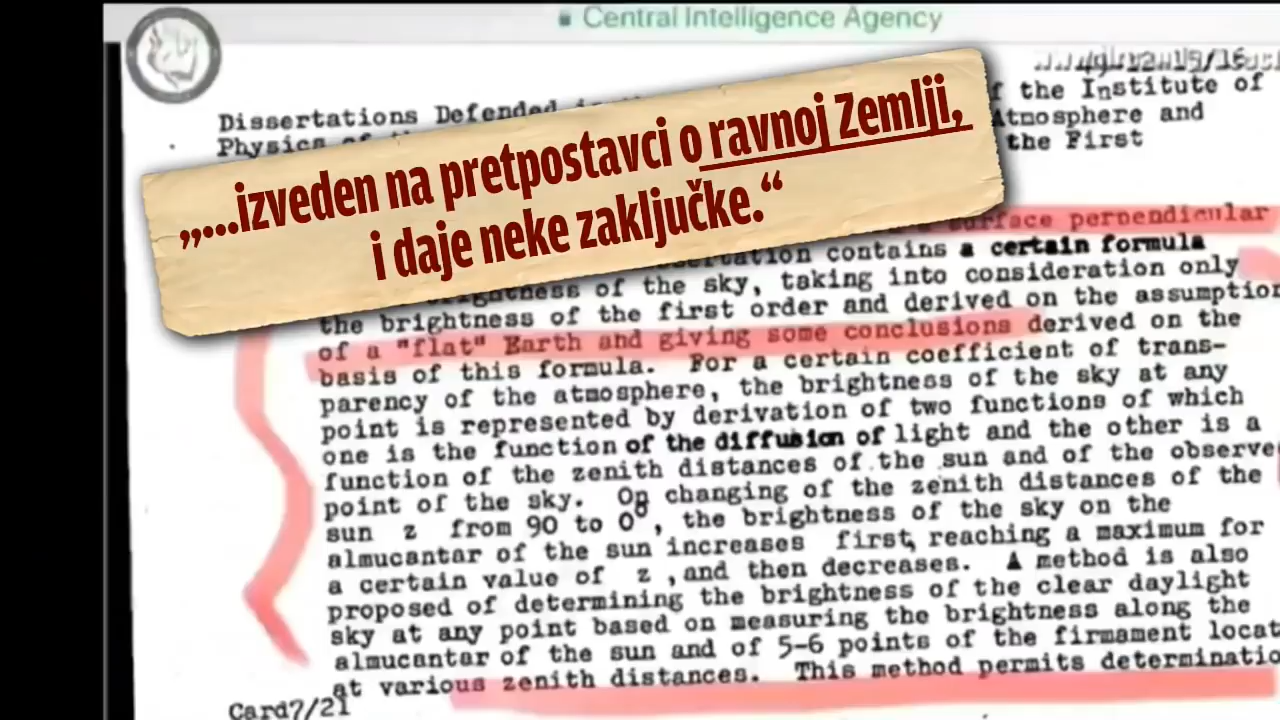 Central Intelligence Agency
Dissertations Defended in the
f the Institute of
Physics of the
Atmosphere and
the First
„...izveden na pretpostavci o ravnoj Zemlji,
i daje neke zaključke.“
surface perpendicular
contains a certain formula
brightness of the sky, taking into consideration only
the brightness of the first order and derived on the assumption
of a "flat" Earth and giving some conclusions derived on the
basis of this formula. For a certain coefficient of trans-
parency of the atmosphere, the brightness of the sky at any
point is represented by derivation of two functions of which
one is the function of the diffusion of light and the other is a
function of the zenith distances of the sun and of the observe
point of the sky. On changing of the zenith distances of the
sun z from 90 to 0°, the brightness of the sky on the
almucantar of the sun increases first, reaching a maximum for
a certain value of z , and then decreases. A method is also
proposed of determining the brightness of the clear daylight
sky at any point based on measuring the brightness along the
almucantar of the sun and of 5-6 points of the firmament locat
at various zenith distances. This method permits determinatio
Card7/21